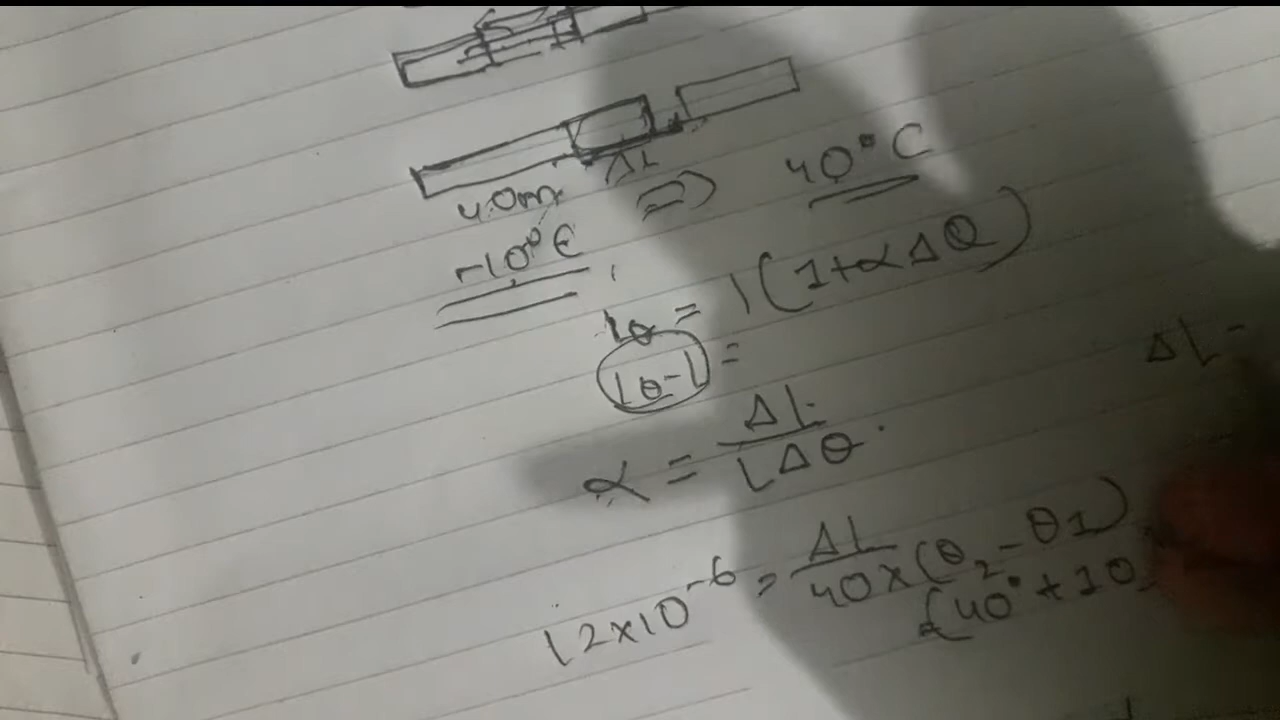 ΔL
40m ⇒ 40°C
-10°C
lθ = l(1+αΔθ)
lθ-l =
ΔL -
α = ΔL / LΔθ
12×10^-6 = ΔL / 40×(θ2-θ1)
(40°+10